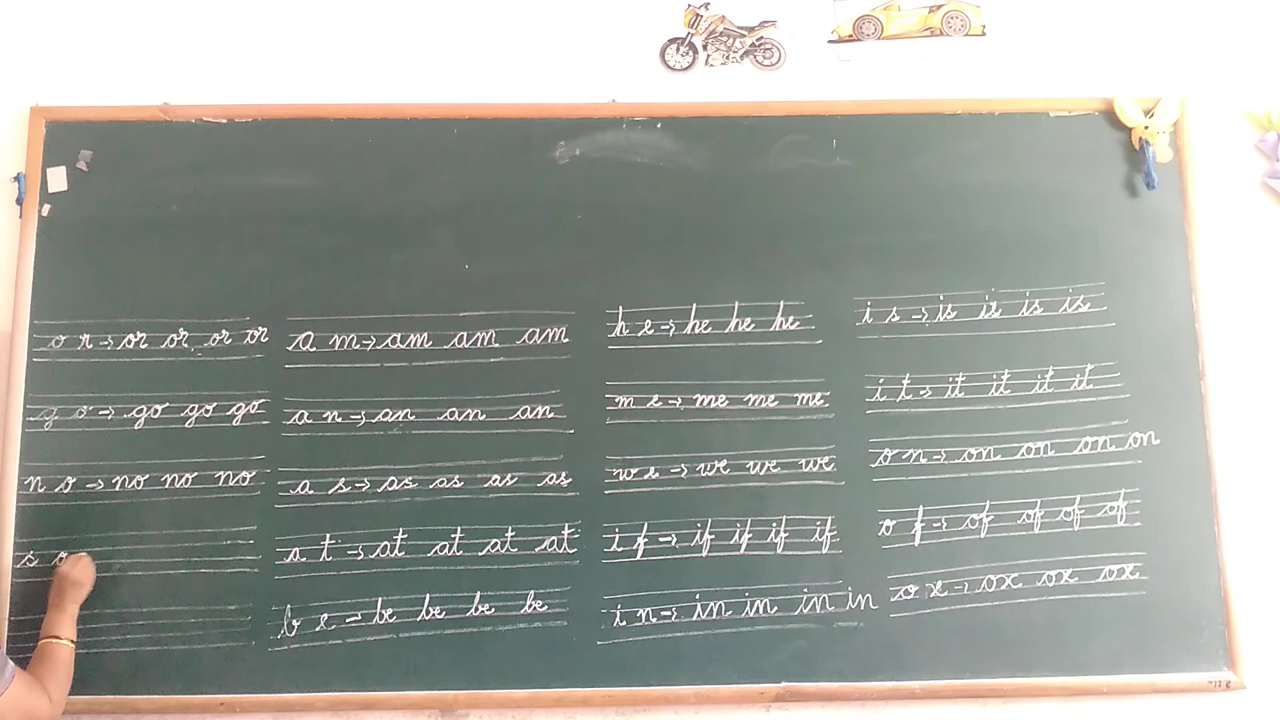 o r → or or or or
g o → go go go
n o → no no no
s o
a m → am am am
a n → an an an
a s → as as as as
a t → at at at at
b e → be be be be
h e → he he he
m e → me me me
w e → we we we
i f → if if if if
i n → in in in in
i s → is is is is
i t → it it it it
o n → on on on on
o f → of of of of
o x → ox ox ox